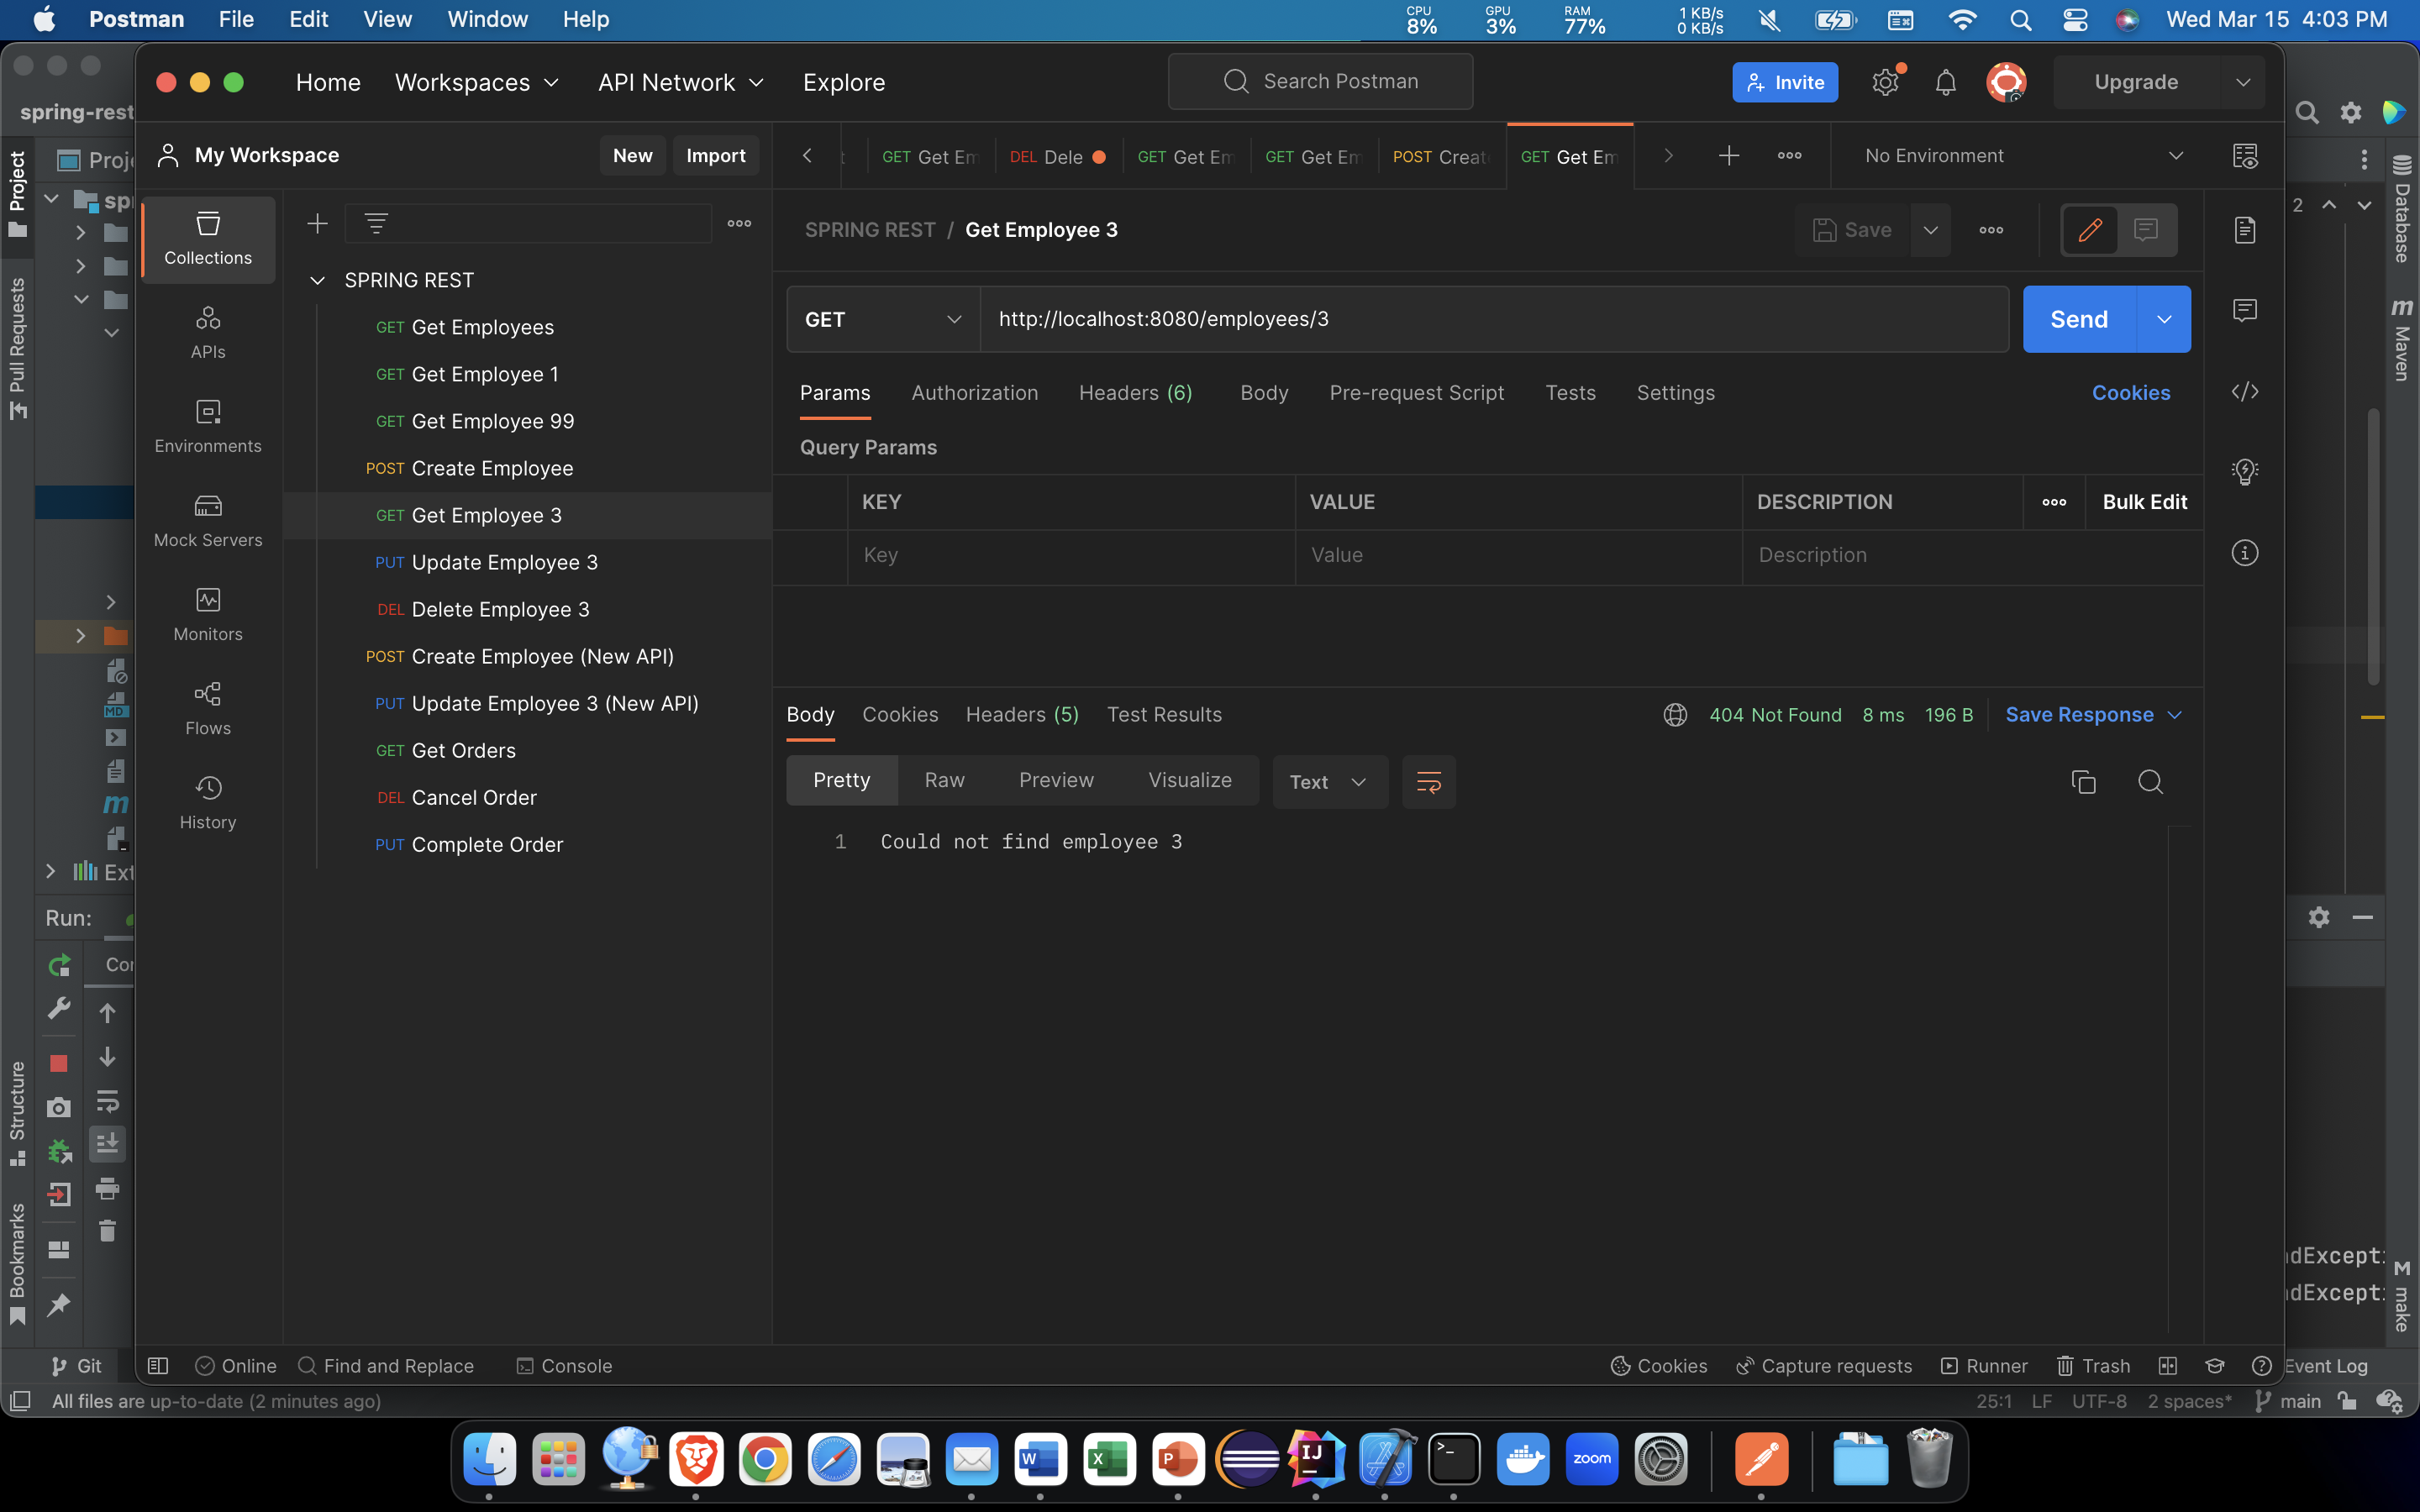 Postman File Edit View Window Help
CPU 8% GPU 3% RAM 77% 1 KB/s 0 KB/s Wed Mar 15 4:03 PM
Home Workspaces API Network Explore Search Postman Invite Upgrade
spring-rest
My Workspace New Import
GET Get Em DEL Dele GET Get Em GET Get Em POST Creat GET Get Em
No Environment
Project
Pull Requests
Structure
Bookmarks
Proje
spr
Ext
Collections
APIs
Environments
Mock Servers
Monitors
Flows
History
SPRING REST
GET Get Employees
GET Get Employee 1
GET Get Employee 99
POST Create Employee
GET Get Employee 3
PUT Update Employee 3
DEL Delete Employee 3
POST Create Employee (New API)
PUT Update Employee 3 (New API)
GET Get Orders
DEL Cancel Order
PUT Complete Order
SPRING REST / Get Employee 3
Save
GET http://localhost:8080/employees/3 Send
Params Authorization Headers (6) Body Pre-request Script Tests Settings Cookies
Query Params
KEY VALUE DESCRIPTION Bulk Edit
Key Value Description
Body Cookies Headers (5) Test Results 404 Not Found 8 ms 196 B Save Response
Pretty Raw Preview Visualize Text
1 Could not find employee 3
2
Database
m Maven
M make
MD
m
Run:
Con
ndExcepti
ndExcepti
Online Find and Replace Console Cookies Capture requests Runner Trash
Git Event Log
All files are up-to-date (2 minutes ago) 25:1 LF UTF-8 2 spaces* main
W X P IJ zoom